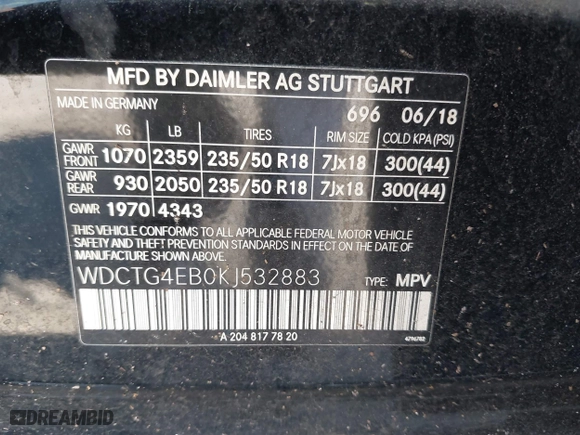 MFD BY DAIMLER AG STUTTGART
MADE IN GERMANY 696 06/18
KG LB TIRES RIM SIZE COLD KPA(PSI)
GAWR FRONT 1070 2359 235/50 R18 7Jx18 300(44)
GAWR REAR 930 2050 235/50 R18 7Jx18 300(44)
GVWR 1970 4343
THIS VEHICLE CONFORMS TO ALL APPLICABLE FEDERAL MOTOR VEHICLE
SAFETY AND THEFT PREVENTION STANDARDS IN EFFECT ON THE DATE
OF MANUFACTURE SHOWN ABOVE.
WDCTG4EB0KJ532883 TYPE: MPV
A 204 817 78 20
DREAMBID